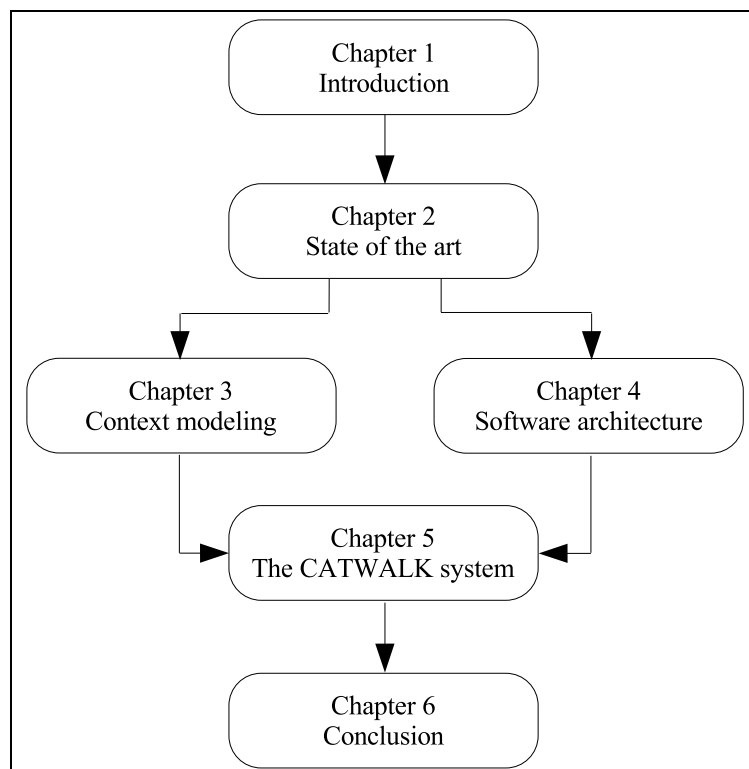 Chapter 1
Introduction
Chapter 2
State of the art
Chapter 3
Context modeling
Chapter 4
Software architecture
Chapter 5
The CATWALK system
Chapter 6
Conclusion